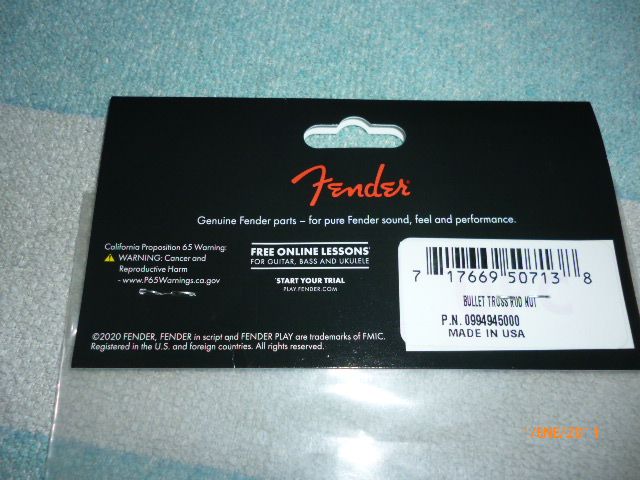 Fender
Genuine Fender parts – for pure Fender sound, feel and performance.
California Proposition 65 Warning:
WARNING: Cancer and
Reproductive Harm
- www.P65Warnings.ca.gov
FREE ONLINE LESSONS*
FOR GUITAR, BASS AND UKULELE
*START YOUR TRIAL
PLAY.FENDER.COM
7 17669 50713 8
BULLET TRUSS ROD NUT
P.N. 0994945000
MADE IN USA
©2020 FENDER, FENDER in script and FENDER PLAY are trademarks of FMIC.
Registered in the U.S. and foreign countries. All rights reserved.